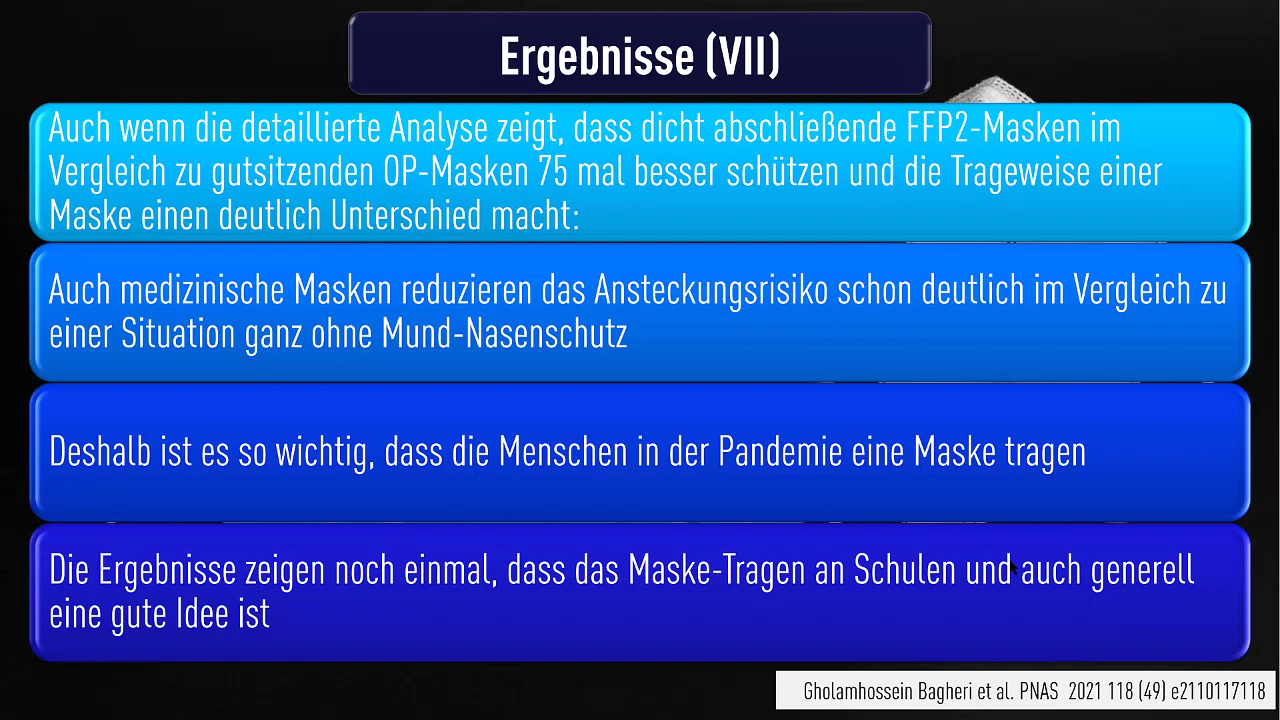 Ergebnisse (VII)
Auch wenn die detaillierte Analyse zeigt, dass dicht abschließende FFP2-Masken im
Vergleich zu gutsitzenden OP-Masken 75 mal besser schützen und die Trageweise einer
Maske einen deutlich Unterschied macht:
Auch medizinische Masken reduzieren das Ansteckungsrisiko schon deutlich im Vergleich zu
einer Situation ganz ohne Mund-Nasenschutz
Deshalb ist es so wichtig, dass die Menschen in der Pandemie eine Maske tragen
Die Ergebnisse zeigen noch einmal, dass das Maske-Tragen an Schulen und auch generell
eine gute Idee ist
Gholamhossein Bagheri et al. PNAS 2021 118 (49) e2110117118